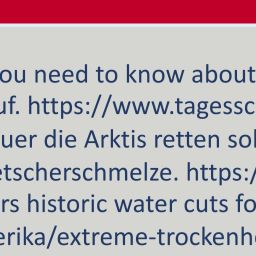 ou need to know about
uf. https://www.tagessc
uer die Arktis retten sol
etscherschmelze. https:/
rs historic water cuts fo
erika/extreme-trockenh